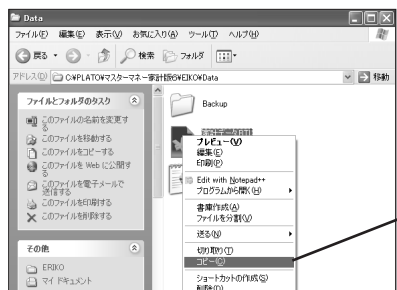 Data
ファイル(F) 編集(E) 表示(V) お気に入り(A) ツール(T) ヘルプ(H)
戻る 検索 フォルダ
アドレス(D) C:¥PLATO¥マスターマネー家計版6¥EIKO¥Data 移動
ファイルとフォルダのタスク
このファイルの名前を変更する
このファイルを移動する
このファイルをコピーする
このファイルを Web に公開する
このファイルを電子メールで送信する
このファイルを印刷する
このファイルを削除する
その他
ERIKO
マイ ドキュメント
Backup
プレビュー(V)
編集(E)
印刷(P)
Edit with Notepad++
プログラムから開く(H)
書庫作成(A)
ファイルを分割(V)
送る(N)
切り取り(T)
コピー(C)
ショートカットの作成(S)
削除(D)